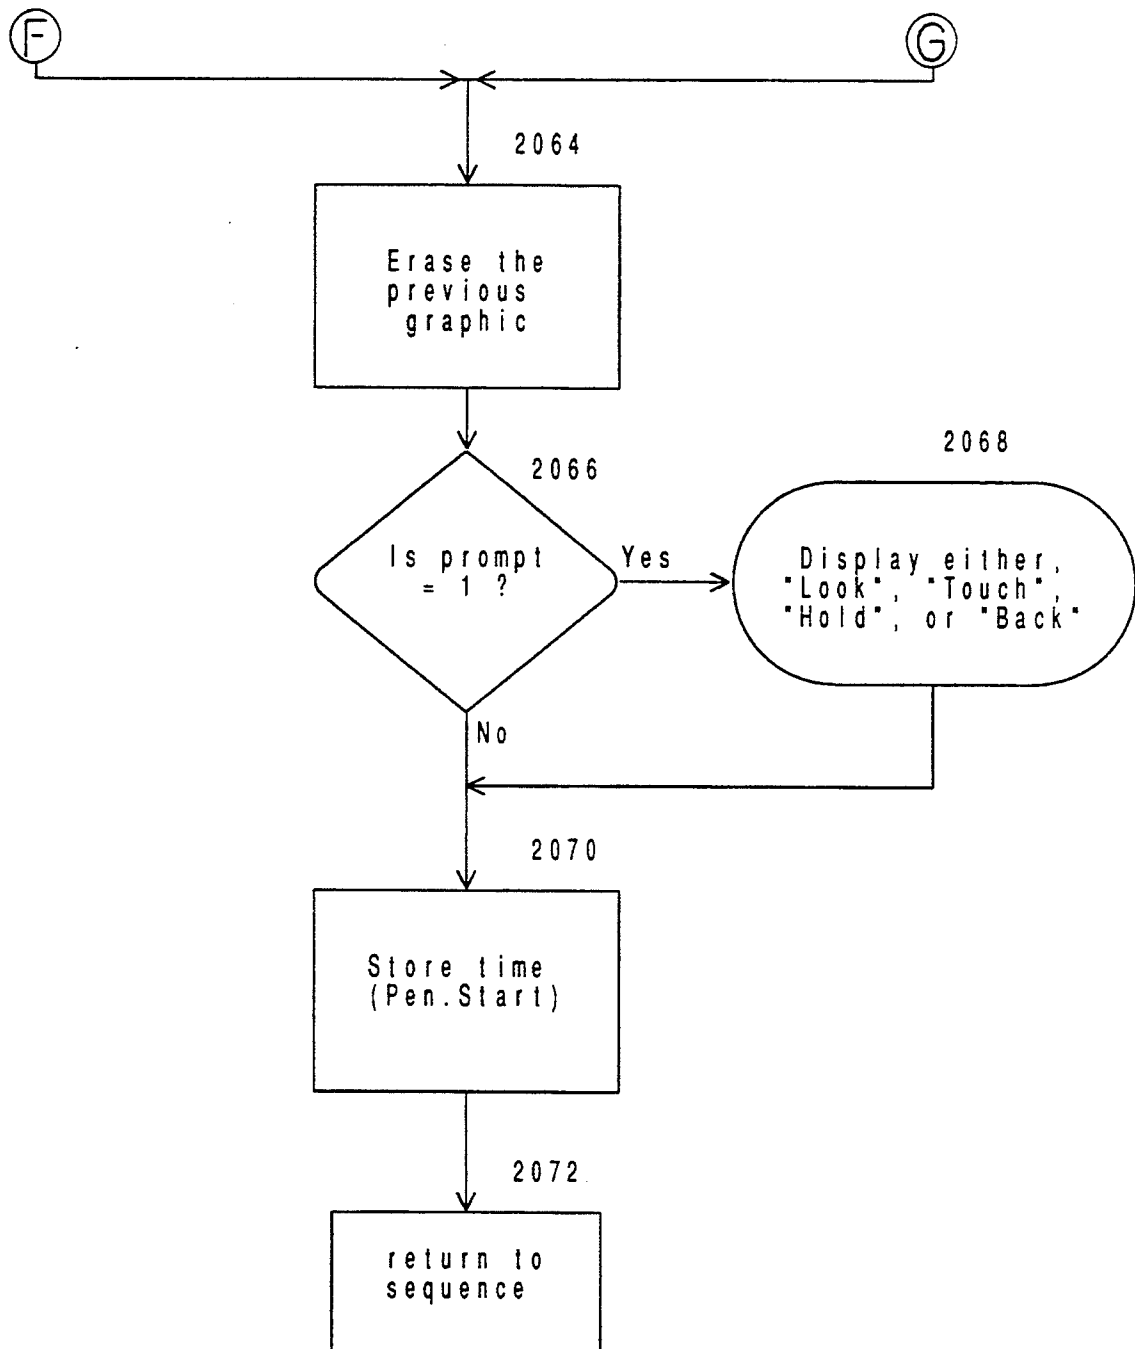 F
G
2064
Erase the
previous
graphic
2066
2068
Is prompt
= 1 ?
Yes
Display either,
"Look", "Touch",
"Hold", or "Back"
No
2070
Store time
(Pen.Start)
2072
return to
sequence